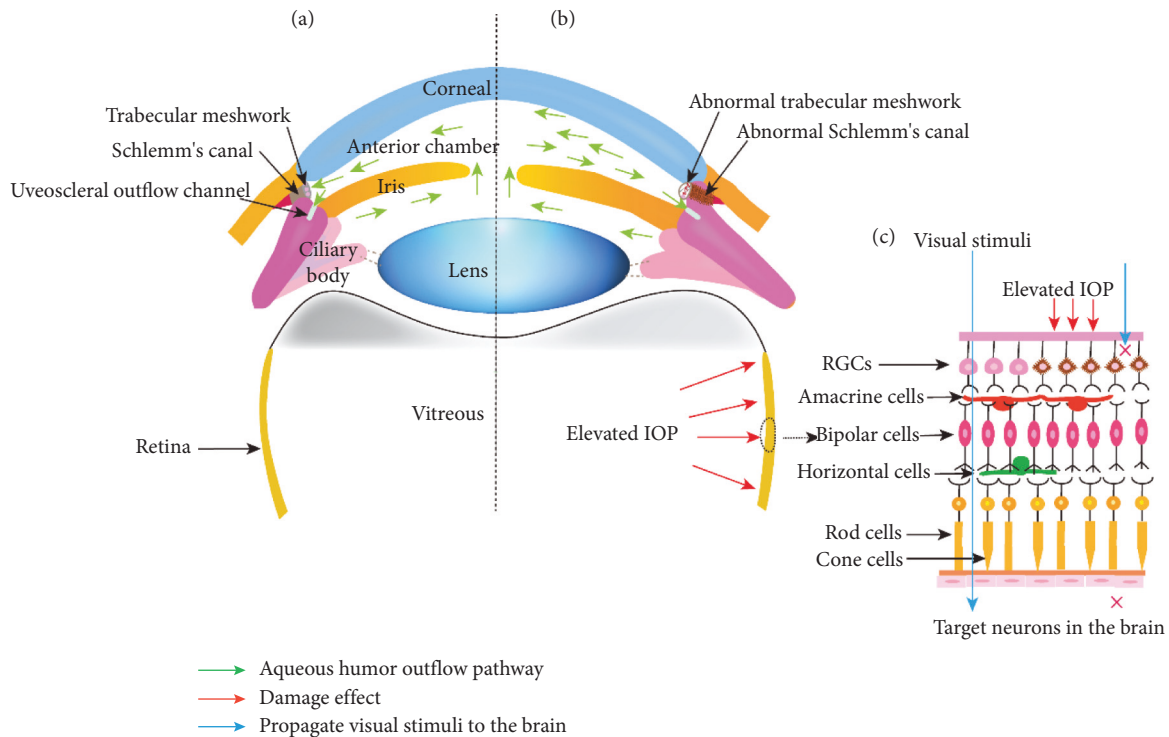 (a)
(b)
Corneal
Trabecular meshwork
Abnormal trabecular meshwork
Schlemm's canal
Anterior chamber
Abnormal Schlemm's canal
Uveoscleral outflow channel
Iris
Ciliary
body
Lens
Vitreous
Retina
Elevated IOP
(c)
Visual stimuli
Elevated IOP
RGCs
Amacrine cells
Bipolar cells
Horizontal cells
Rod cells
Cone cells
Target neurons in the brain
Aqueous humor outflow pathway
Damage effect
Propagate visual stimuli to the brain